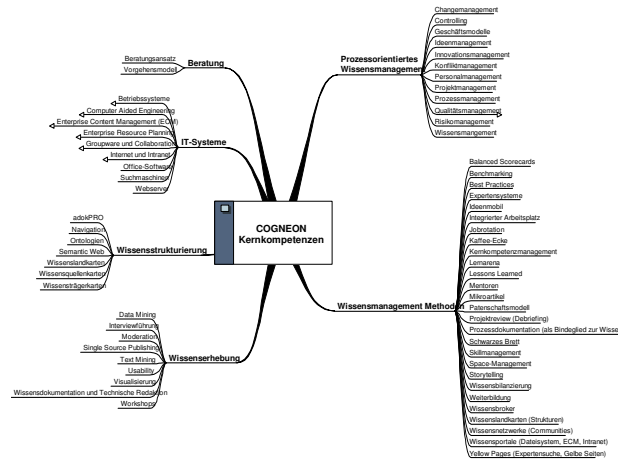 COGNEON
Kernkompetenzen
Beratung
Beratungsansatz
Vorgehensmodell
IT-Systeme
Betriebssysteme
Computer Aided Engineering
Enterprise Content Management (ECM)
Enterprise Resource Planning
Groupware und Collaboration
Internet und Intranet
Office-Software
Suchmaschinen
Webserver
Wissensstrukturierung
adokPRO
Navigation
Ontologien
Semantic Web
Wissenslandkarten
Wissensquellenkarten
Wissensträgerkarten
Wissenserhebung
Data Mining
Interviewführung
Moderation
Single Source Publishing
Text Mining
Usability
Visualisierung
Wissensdokumentation und Technische Redaktion
Workshops
Prozessorientiertes
Wissensmanagement
Changemanagement
Controlling
Geschäftsmodelle
Ideenmanagement
Innovationsmanagement
Konfliktmanagement
Personalmanagement
Projektmanagement
Prozessmanagement
Qualitätsmanagement
Risikomanagement
Wissensmangement
Wissensmanagement Methoden
Balanced Scorecards
Benchmarking
Best Practices
Expertensysteme
Ideenmobil
Integrierter Arbeitsplatz
Jobrotation
Kaffee-Ecke
Kernkompetenzmanagement
Lernarena
Lessons Learned
Mentoren
Mikroartikel
Patenschaftsmodell
Projektreview (Debriefing)
Prozessdokumentation (als Bindeglied zur Wisse
Schwarzes Brett
Skillmanagement
Space-Management
Storytelling
Wissensbilanzierung
Weiterbildung
Wissensbroker
Wissenslandkarten (Strukturen)
Wissensnetzwerke (Communities)
Wissensportale (Dateisystem, ECM, Intranet)
Yellow Pages (Expertensuche, Gelbe Seiten)